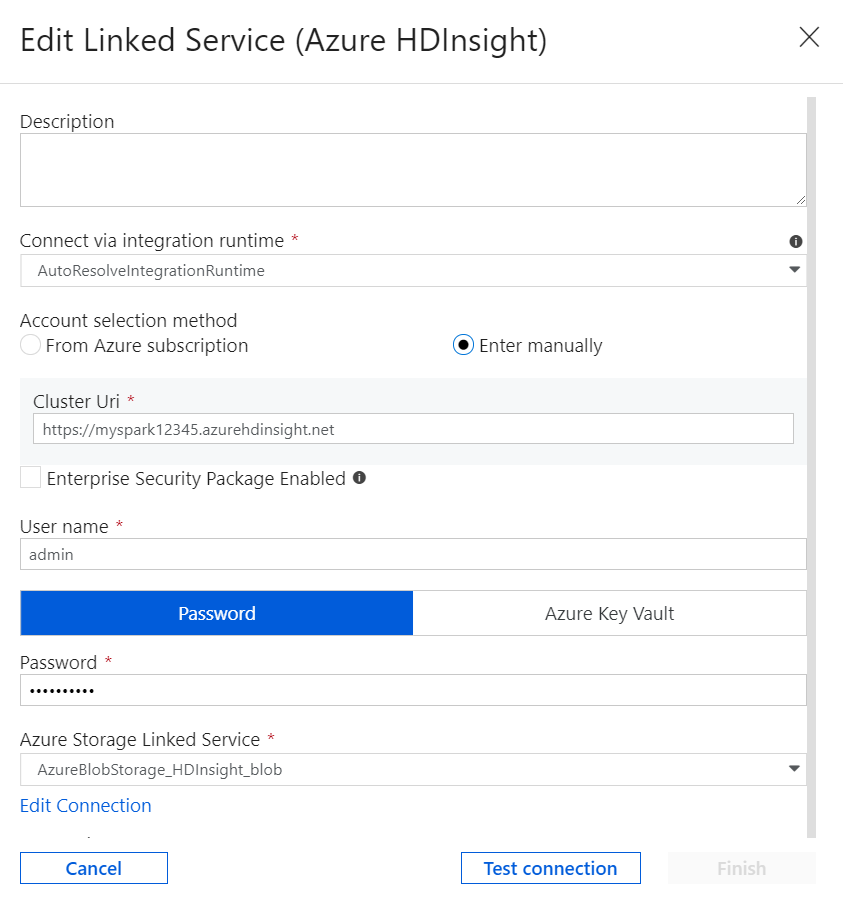 Edit Linked Service (Azure HDInsight)
Description
Connect via integration runtime *
AutoResolveIntegrationRuntime
Account selection method
From Azure subscription
Enter manually
Cluster Uri *
https://myspark12345.azurehdinsight.net
Enterprise Security Package Enabled
User name *
admin
Password
Azure Key Vault
Password *
••••••••••
Azure Storage Linked Service *
AzureBlobStorage_HDInsight_blob
Edit Connection
Cancel
Test connection
Finish